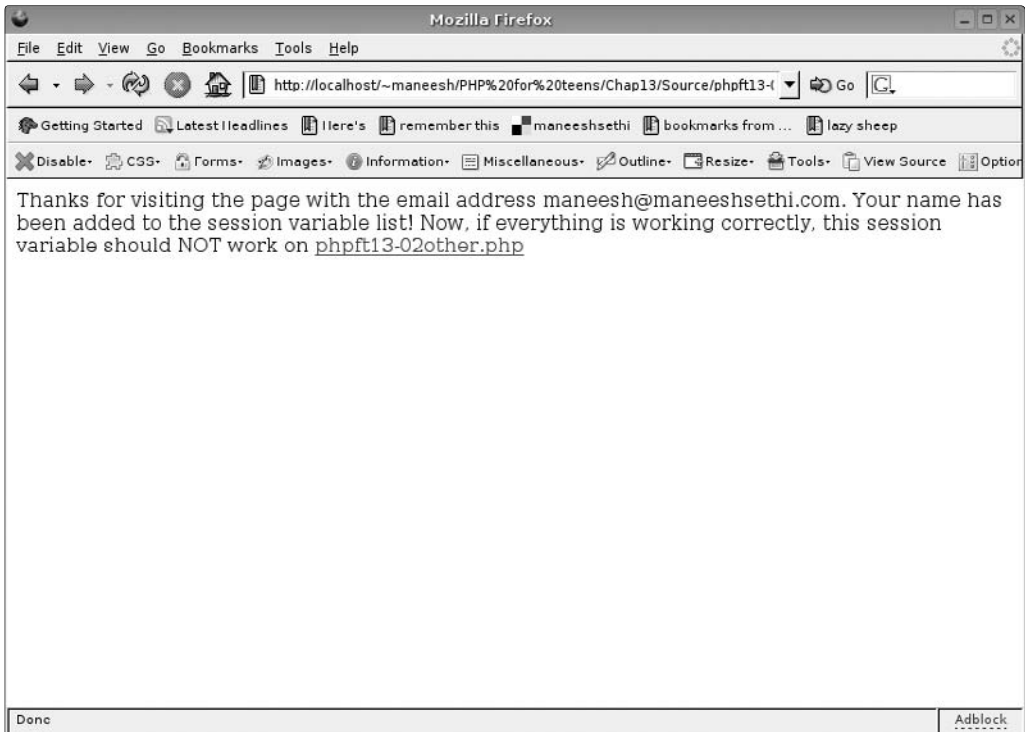 Mozilla Firefox
File Edit View Go Bookmarks Tools Help
http://localhost/~maneesh/PHP%20for%20teens/Chap13/Source/phpft13-( Go G
Getting Started Latest Headlines Here's remember this maneeshsethi bookmarks from ... lazy sheep
Disable CSS Forms Images Information Miscellaneous Outline Resize Tools View Source Option
Thanks for visiting the page with the email address maneesh@maneeshsethi.com. Your name has
been added to the session variable list! Now, if everything is working correctly, this session
variable should NOT work on phpft13-02other.php
Done Adblock